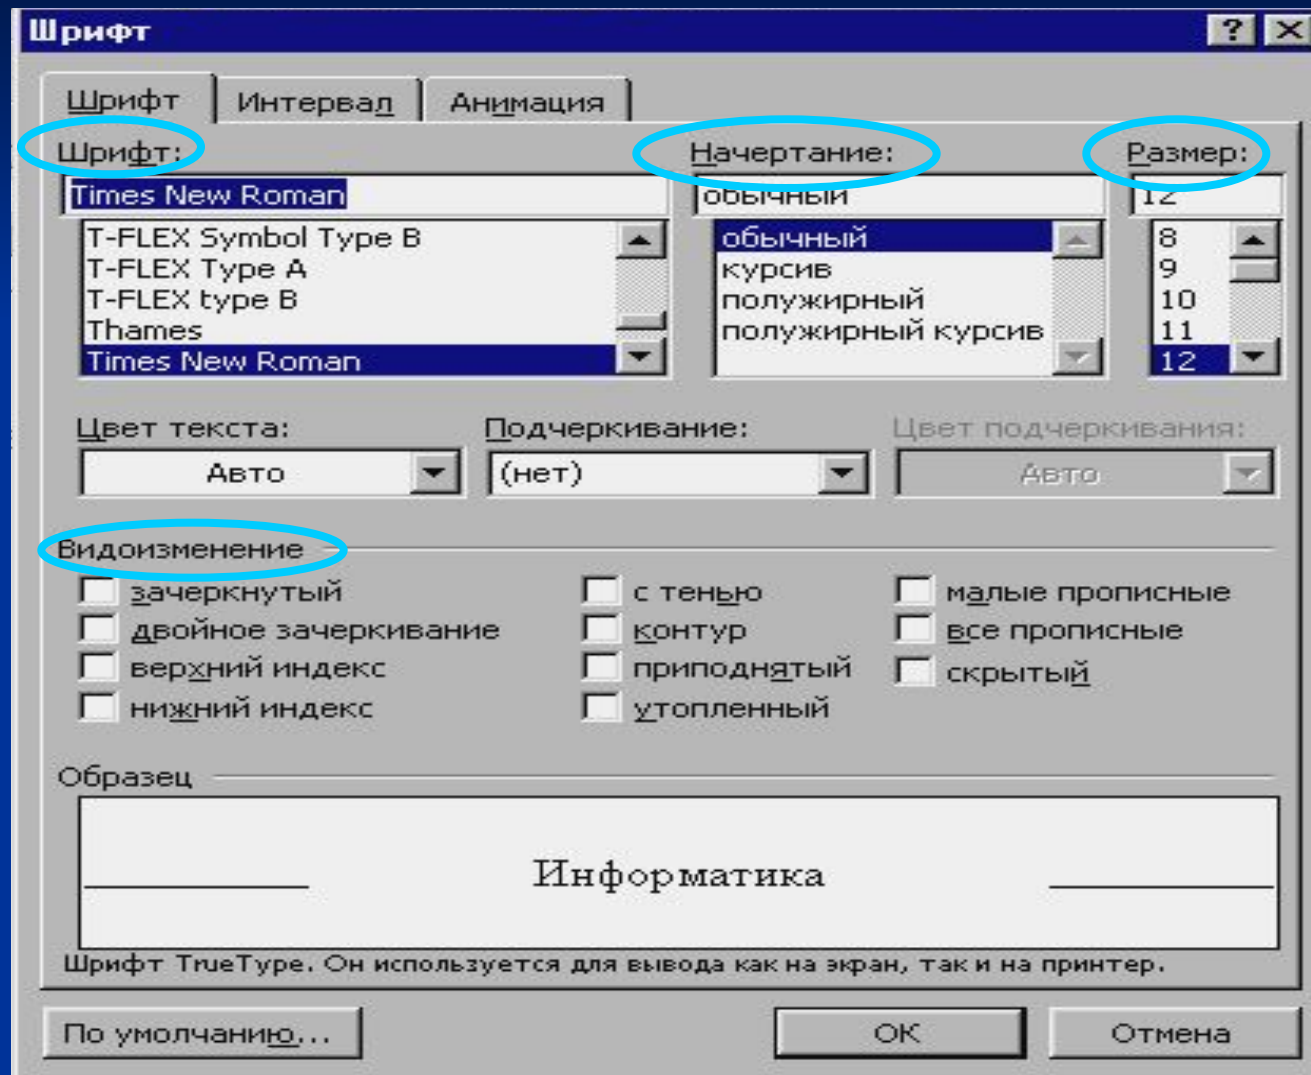 Шрифт
Шрифт Интервал Анимация
Шрифт: Начертание: Размер:
Times New Roman обычный 12
T-FLEX Symbol Type B обычный 8
T-FLEX Type A курсив 9
T-FLEX type B полужирный 10
Thames полужирный курсив 11
Times New Roman 12
Цвет текста: Подчеркивание: Цвет подчеркивания:
Авто (нет) Авто
Видоизменение
зачеркнутый с тенью малые прописные
двойное зачеркивание контур все прописные
верхний индекс приподнятый скрытый
нижний индекс утопленный
Образец
Информатика
Шрифт TrueType. Он используется для вывода как на экран, так и на принтер.
По умолчанию... ОК Отмена